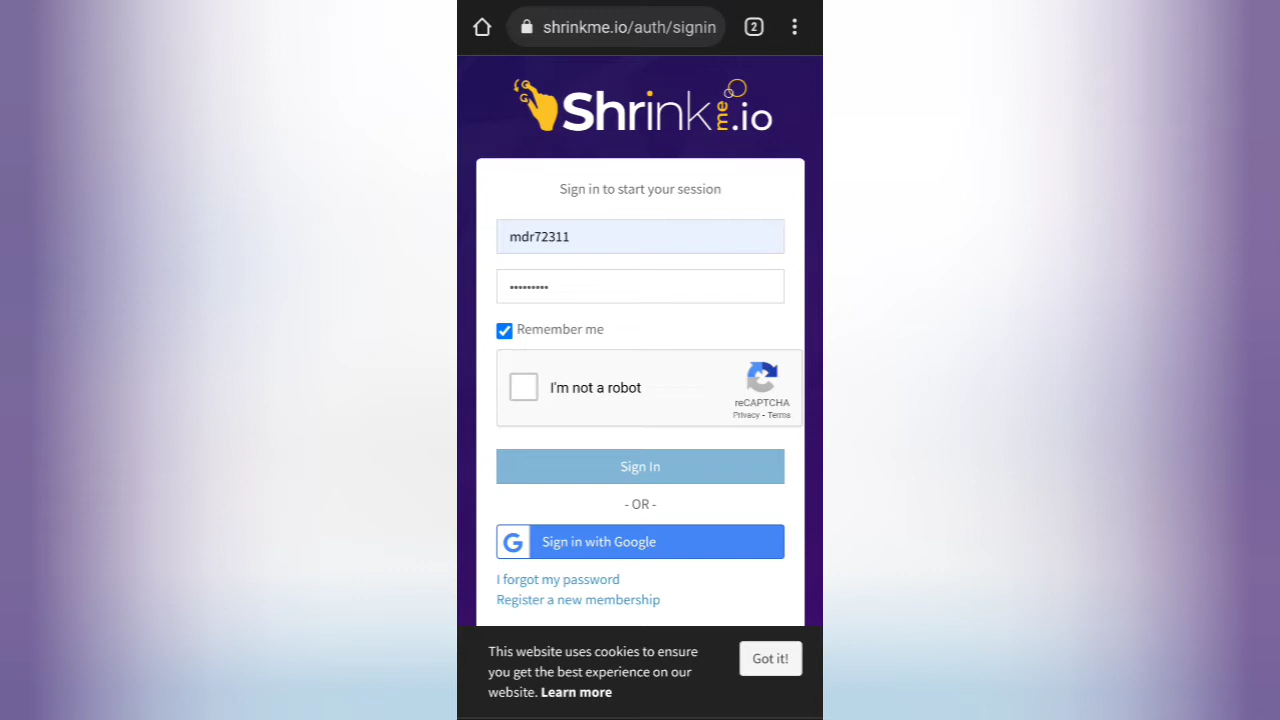 shrinkme.io/auth/signin
2
Shrinkme.io
Sign in to start your session
mdr72311
•••••••••
Remember me
I'm not a robot
reCAPTCHA
Privacy - Terms
Sign In
- OR -
G Sign in with Google
I forgot my password
Register a new membership
This website uses cookies to ensure
you get the best experience on our
website. Learn more
Got it!